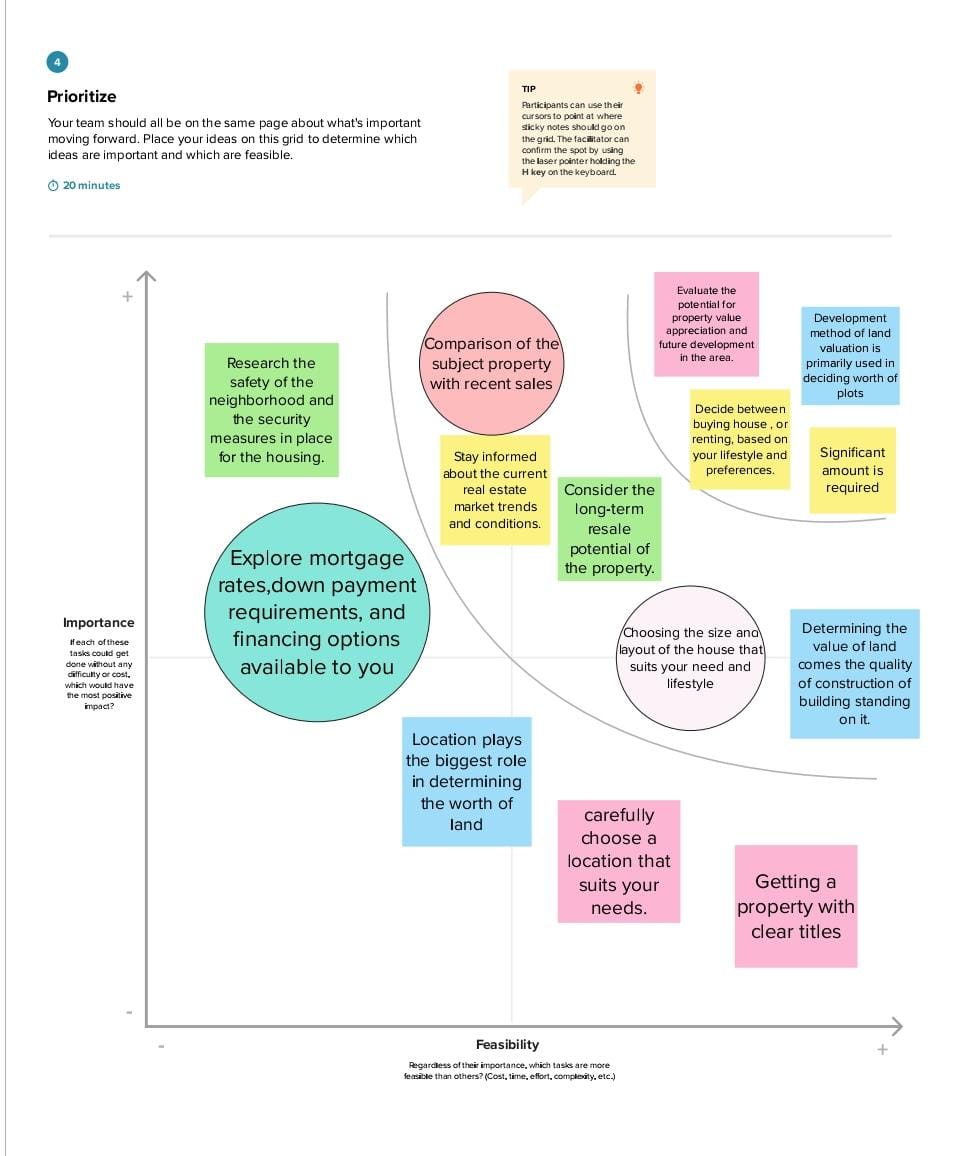 4
Prioritize
Your team should all be on the same page about what's important
moving forward. Place your ideas on this grid to determine which
ideas are important and which are feasible.
20 minutes
TIP
Participants can use their
cursors to point at where
sticky notes should go on
the grid. The facilitator can
confirm the spot by using
the laser pointer holding the
H key on the keyboard.
+
Research the
safety of the
neighborhood and
the security
measures in place
for the housing.
Comparison of the
subject property
with recent sales
Evaluate the
potential for
property value
appreciation and
future development
in the area.
Development
method of land
valuation is
primarily used in
deciding worth of
plots
Decide between
buying house , or
renting, based on
your lifestyle and
preferences.
Significant
amount is
required
Stay informed
about the current
real estate
market trends
and conditions.
Consider the
long-term
resale
potential of
the property.
Explore mortgage
rates,down payment
requirements, and
financing options
available to you
Choosing the size and
layout of the house that
suits your need and
lifestyle
Determining the
value of land
comes the quality
of construction of
building standing
on it.
Importance
If each of these
tasks could get
done without any
difficulty or cost,
which would have
the most positive
impact?
Location plays
the biggest role
in determining
the worth of
land
carefully
choose a
location that
suits your
needs.
Getting a
property with
clear titles
-
-
Feasibility
+
Regardless of their importance, which tasks are more
feasible than others? (Cost, time, effort, complexity, etc.)